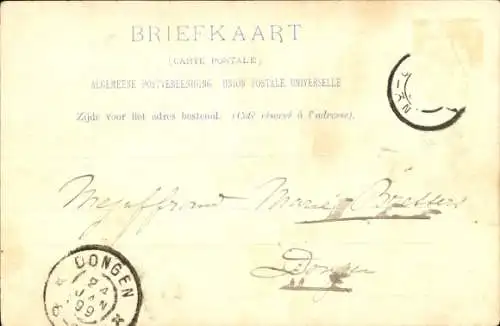 BRIEFKAART
(CARTE POSTALE)
ALGEMEENE POSTVEREENIGING UNION POSTALE UNIVERSELLE
Zijde voor het adres bestemd. (Côté réservé à l'adresse).
Mejuffrouw Marie
Dongen
DONGEN
24
JAN
99